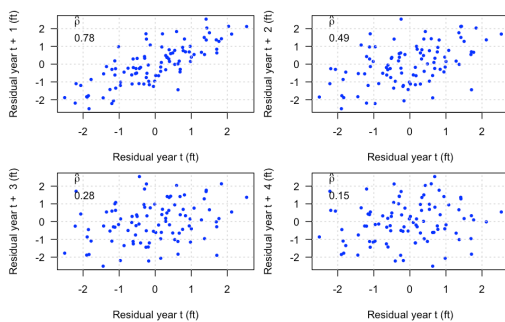 ρ̂
0.78
Residual year t + 1 (ft)
2
1
0
-1
-2
-2 -1 0 1 2
Residual year t (ft)
ρ̂
0.49
Residual year t + 2 (ft)
2
1
0
-1
-2
-2 -1 0 1 2
Residual year t (ft)
ρ̂
0.28
Residual year t + 3 (ft)
2
1
0
-1
-2
-2 -1 0 1 2
Residual year t (ft)
ρ̂
0.15
Residual year t + 4 (ft)
2
1
0
-1
-2
-2 -1 0 1 2
Residual year t (ft)